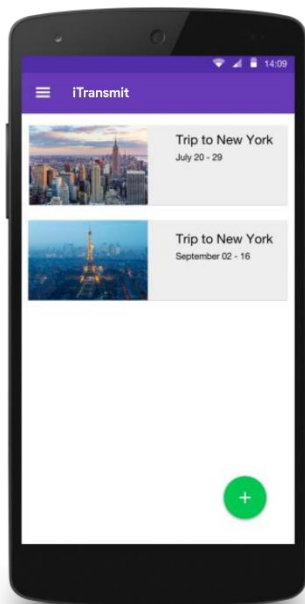 14:09
iTransmit
Trip to New York
July 20 - 29
Trip to New York
September 02 - 16
+